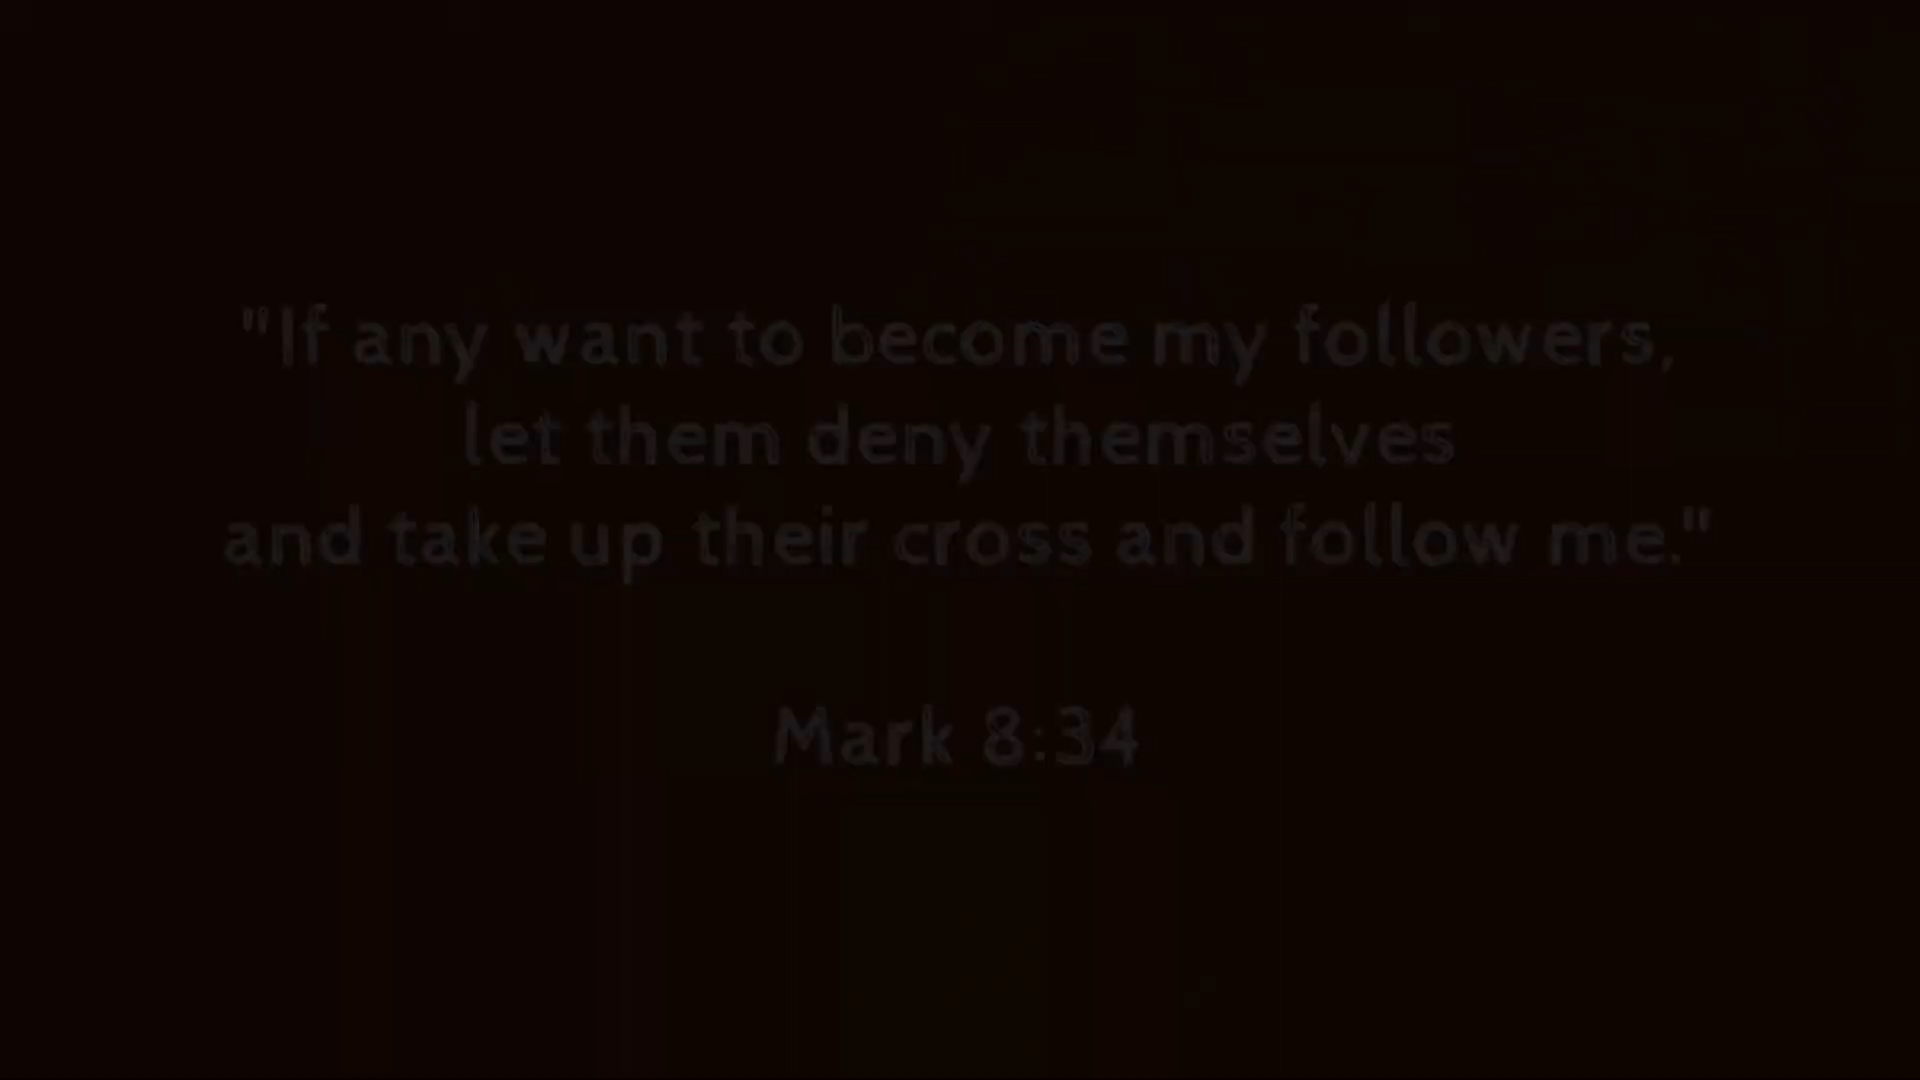 "If any want to become my followers,
let them deny themselves
and take up their cross and follow me."
Mark 8:34